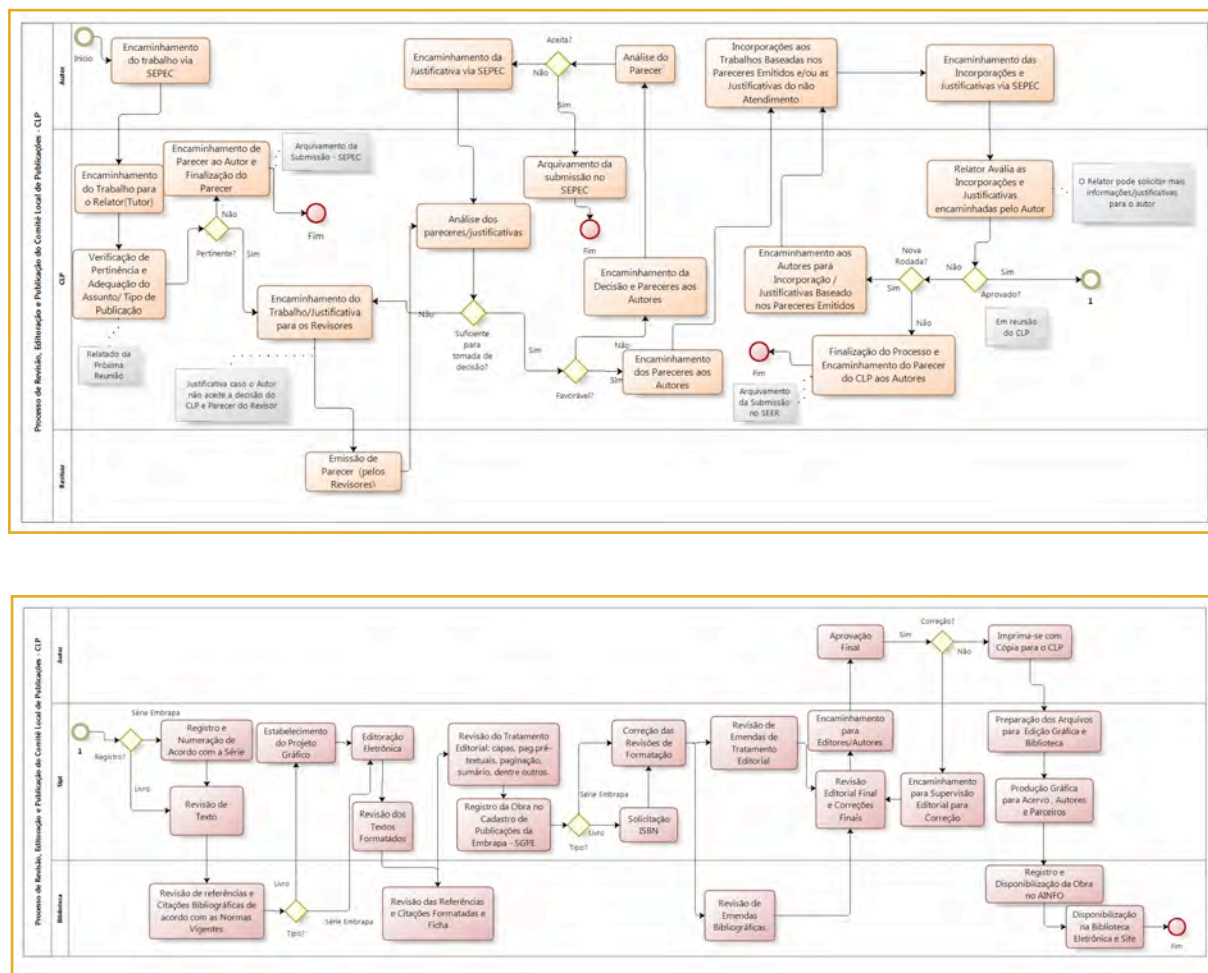 Processo de Revisão, Editoração e Publicação do Comitê Local de Publicações - CLP
Autor
Início
Encaminhamento
do trabalho via
SEPEC
Encaminhamento da
Justificativa via SEPEC
Aceita?
Não
Sim
Análise do
Parecer
Incorporações aos
Trabalhos Baseadas nos
Pareceres Emitidos e/ou as
Justificativas do não
Atendimento
Encaminhamento das
Incorporações e
Justificativas via SEPEC
CLP
Encaminhamento
do Trabalho para
o Relator(Tutor)
Encaminhamento de
Parecer ao Autor e
Finalização do
Parecer
Arquivamento da
Submissão - SEPEC
Fim
Não
Pertinente?
Sim
Verificação de
Pertinência e
Adequação do
Assunto/ Tipo de
Publicação
Relatado da
Próxima
Reunião
Encaminhamento do
Trabalho/Justificativa
para os Revisores
Justificativa caso o Autor
não aceite a decisão do
CLP e Parecer do Revisor
Análise dos
pareceres/justificativas
Não
Suficiente
para
tomada de
decisão?
Sim
Arquivamento da
submissão no
SEPEC
Fim
Encaminhamento da
Decisão e Pareceres aos
Autores
Não
Favorável?
Sim
Encaminhamento
dos Pareceres aos
Autores
Encaminhamento aos
Autores para
Incorporação /
Justificativas Baseado
nos Pareceres Emitidos
Relator Avalia as
Incorporações e
Justificativas
encaminhadas pelo Autor
O Relator pode solicitar mais
informações/justificativas
para o autor
Nova
Rodada?
Sim
Não
Não
Aprovado?
Sim
1
Em reunião
do CLP
Finalização do Processo e
Encaminhamento do Parecer
do CLP aos Autores
Fim
Arquivamento
da Submissão
no SEER
Revisor
Emissão de
Parecer (pelos
Revisores)
Processo de Revisão, Editoração e Publicação do Comitê Local de Publicações - CLP
Autor
Aprovação
Final
Sim
Correção?
Não
Imprima-se com
Cópia para o CLP
1
Registro?
Série Embrapa
Livro
Registro e
Numeração de
Acordo com a Série
Revisão de
Texto
Estabelecimento
do Projeto
Gráfico
Editoração
Eletrônica
Revisão dos
Textos
Formatados
Revisão do Tratamento
Editorial: capas, pag.pré-
textuais, paginação,
sumário, dentre outros.
Registro da Obra no
Cadastro de
Publicações da
Embrapa - SGPE
Série Embrapa
Livro
Tipo?
Correção das
Revisões de
Formatação
Solicitação
ISBN
Revisão de
Emendas de
Tratamento
Editorial
Encaminhamento
para
Editores/Autores
Revisão
Editorial Final
e Correções
Finais
Encaminhamento
para Supervisão
Editorial para
Correção
Preparação dos Arquivos
para Edição Gráfica e
Biblioteca
Produção Gráfica
para Acervo , Autores
e Parceiros
Biblioteca
Revisão de referências e
Citações Bibliográficas de
acordo com as Normas
Vigentes
Livro
Tipo?
Série Embrapa
Revisão das Referências
e Citações Formatadas e
Ficha
Revisão de
Emendas
Bibliográficas
Registro e
Disponibilização da Obra
no AINFO
Disponibilização
na Biblioteca
Eletrônica e Site
Fim